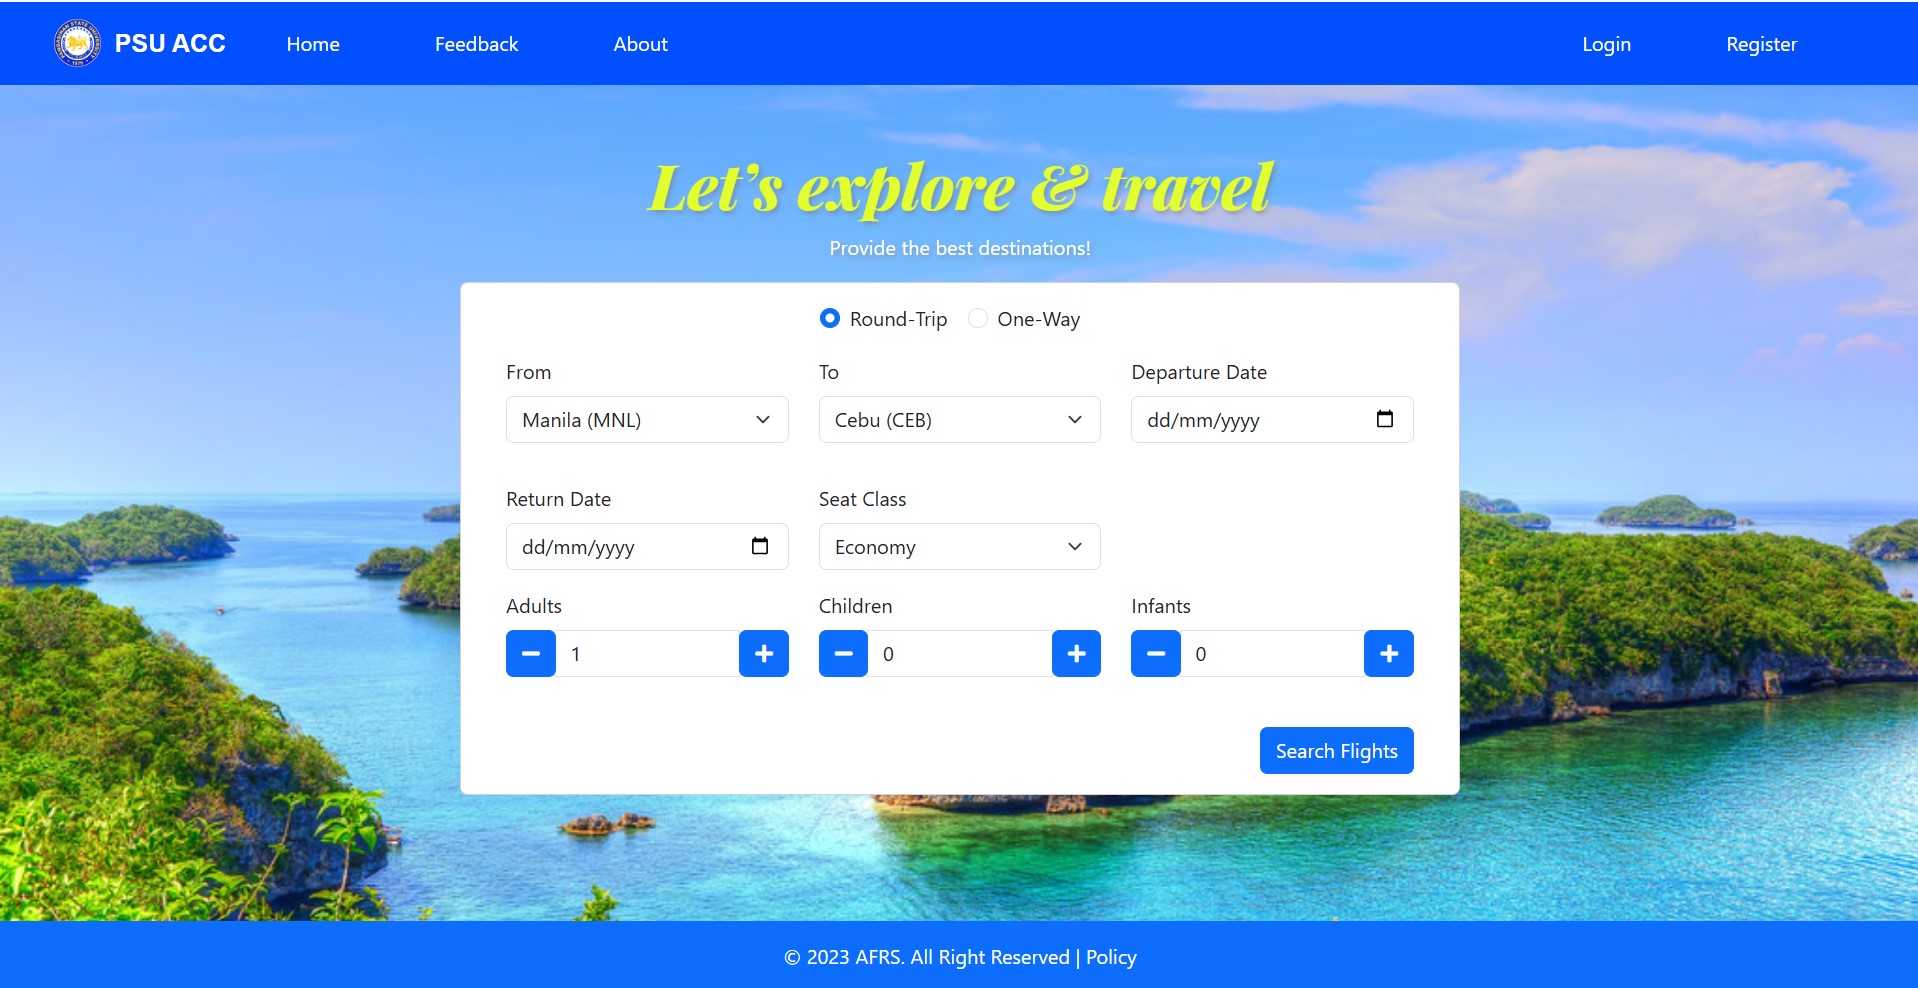 PSU ACC Home Feedback About Login Register
Let's explore & travel
Provide the best destinations!
Round-Trip One-Way
From To Departure Date
Manila (MNL) Cebu (CEB) dd/mm/yyyy
Return Date Seat Class
dd/mm/yyyy Economy
Adults Children Infants
− 1 + − 0 + − 0 +
Search Flights
© 2023 AFRS. All Right Reserved | Policy